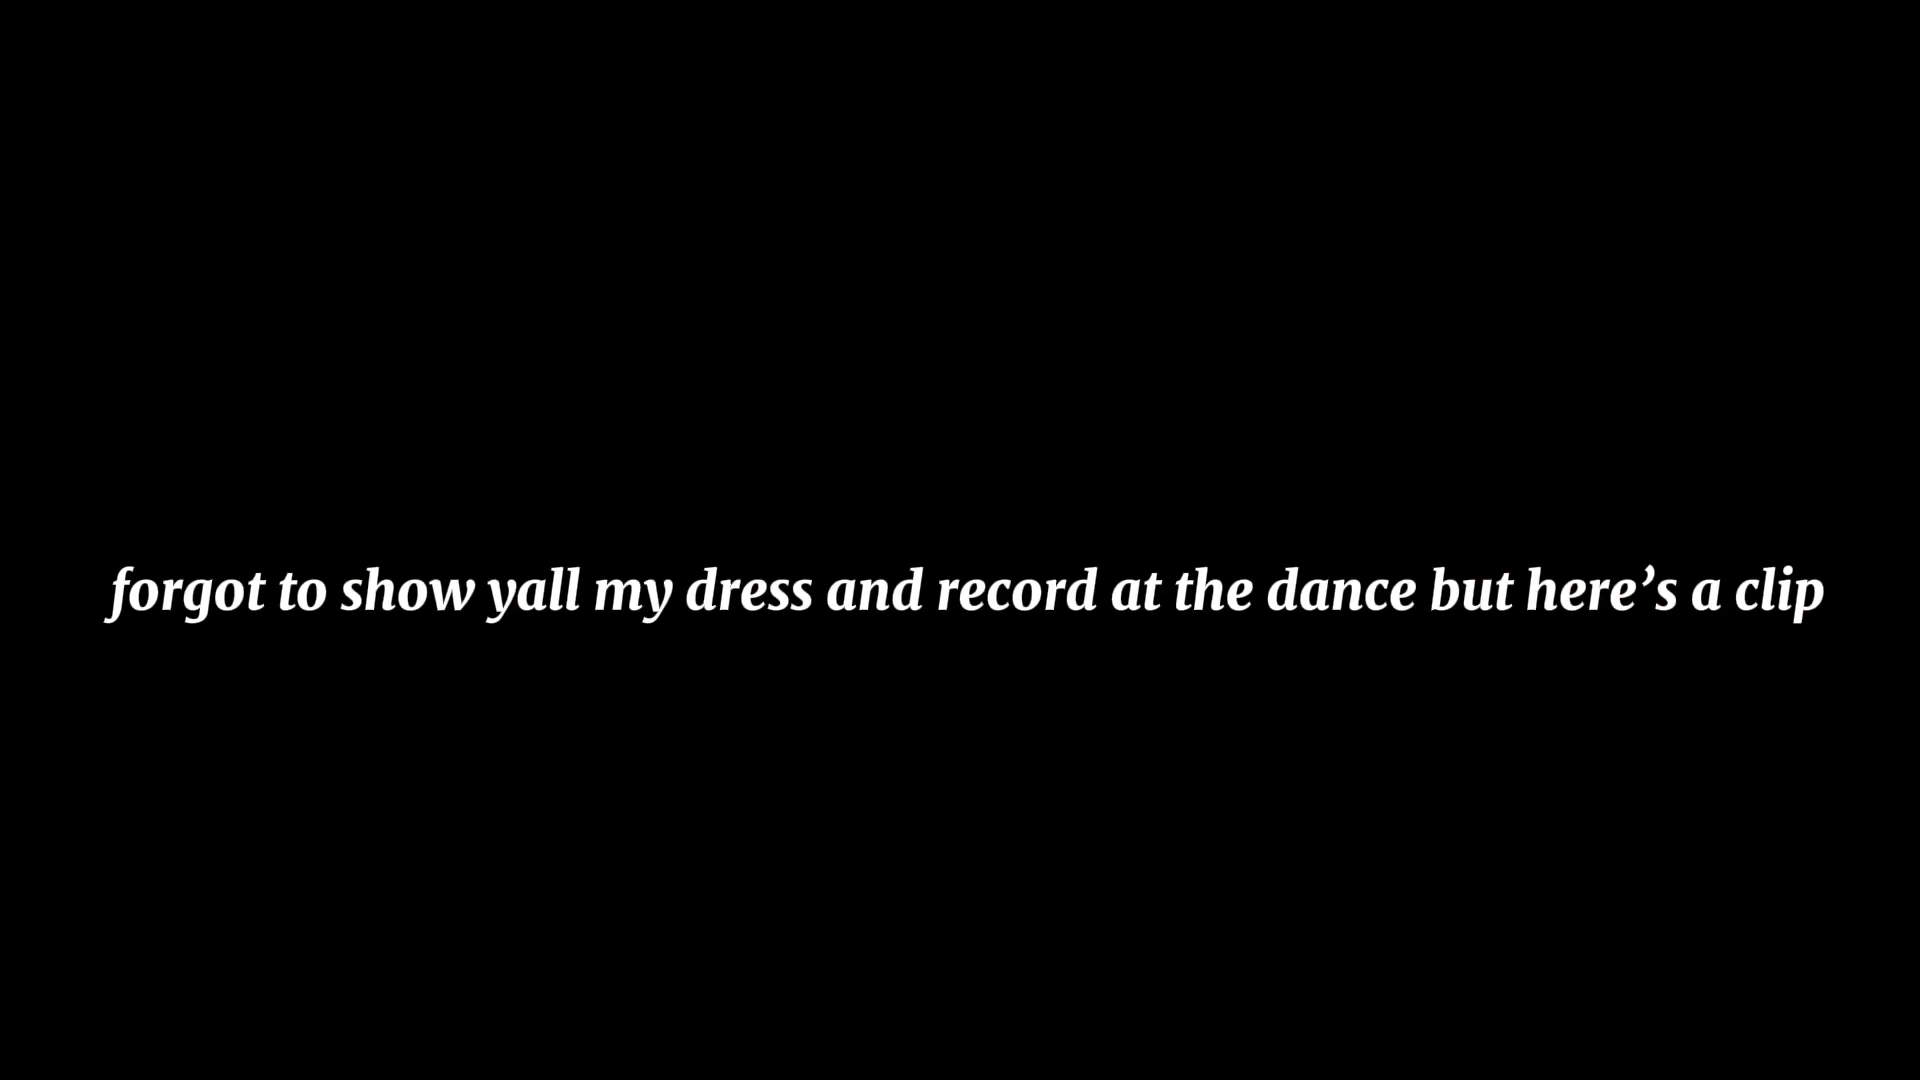 forgot to show yall my dress and record at the dance but here’s a clip